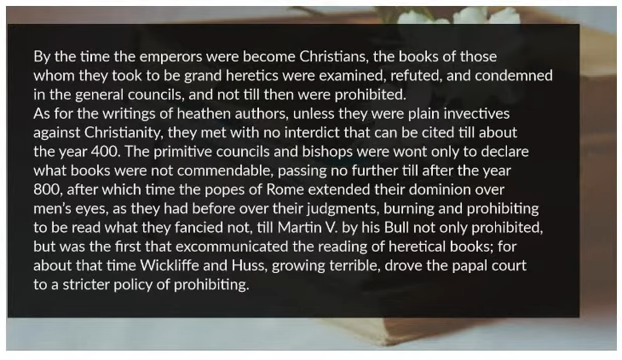 By the time the emperors were become Christians, the books of those
whom they took to be grand heretics were examined, refuted, and condemned
in the general councils, and not till then were prohibited.
As for the writings of heathen authors, unless they were plain invectives
against Christianity, they met with no interdict that can be cited till about
the year 400. The primitive councils and bishops were wont only to declare
what books were not commendable, passing no further till after the year
800, after which time the popes of Rome extended their dominion over
men's eyes, as they had before over their judgments, burning and prohibiting
to be read what they fancied not, till Martin V. by his Bull not only prohibited,
but was the first that excommunicated the reading of heretical books; for
about that time Wickliffe and Huss, growing terrible, drove the papal court
to a stricter policy of prohibiting.